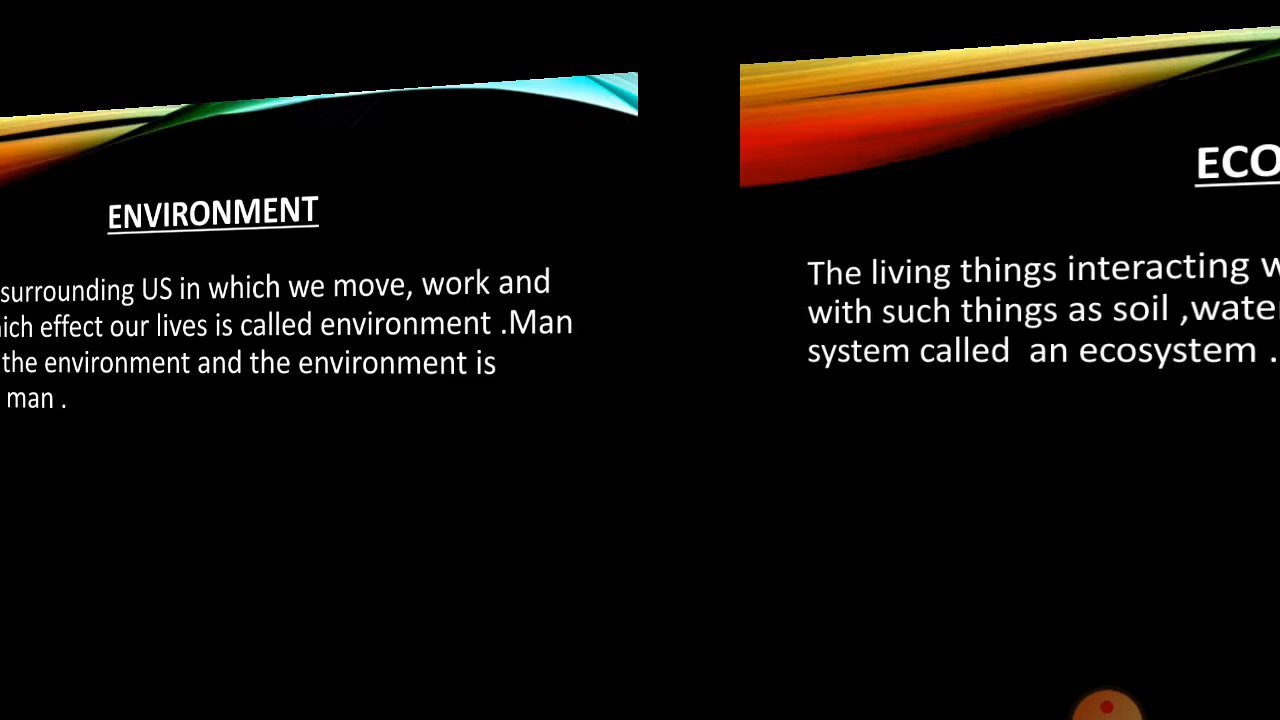 ENVIRONMENT
surrounding US in which we move, work and
effect our lives is called environment .Man
the environment and the environment is
man .
ECO
The living things interacting
with such things as soil ,wate
system called an ecosystem .